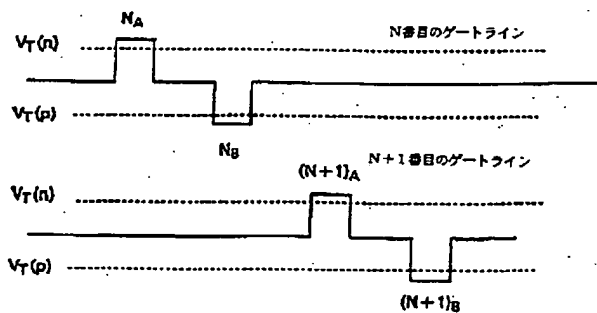 N_A
N番目のゲートライン
V_T(n)
V_T(p)
N_B
N+1番目のゲートライン
(N+1)_A
V_T(n)
V_T(p)
(N+1)_B